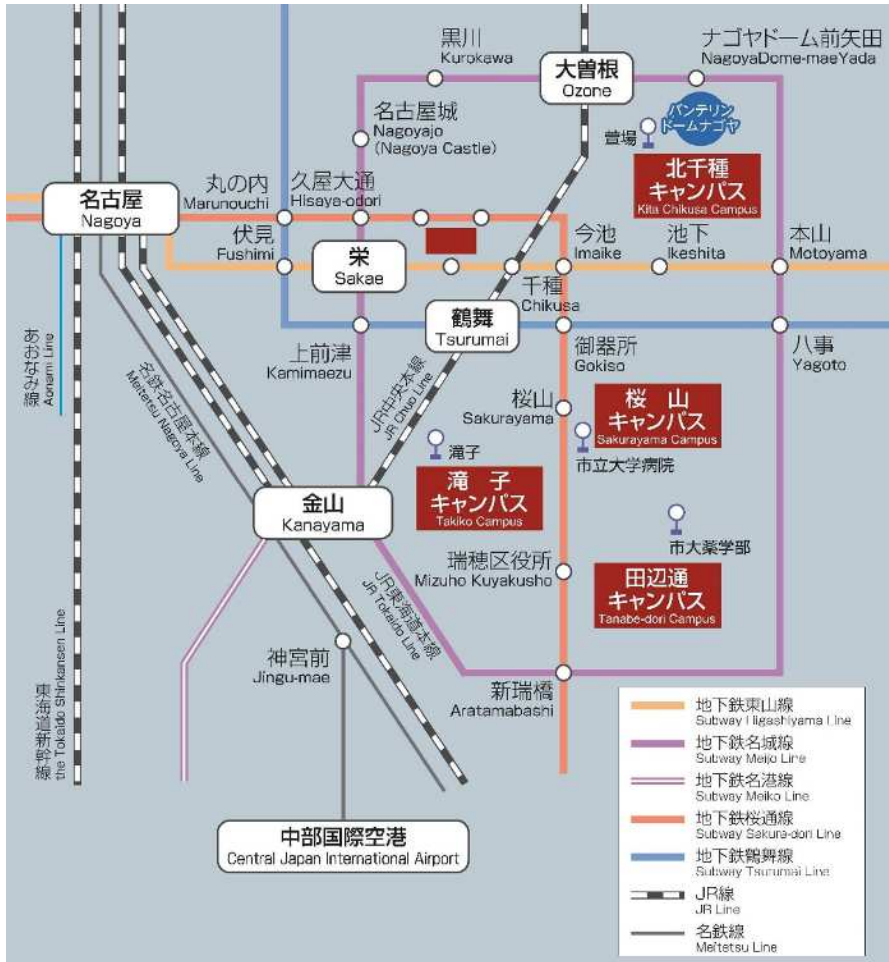 黒川
Kurokawa
大曽根
Ozone
ナゴヤドーム前矢田
NagoyaDome-maeYada
名古屋城
Nagoyajo
(Nagoya Castle)
バンテリン
ドームナゴヤ
萱場
北千種
キャンパス
Kita Chikusa Campus
名古屋
Nagoya
丸の内
Marunouchi
久屋大通
Hisaya-odori
伏見
Fushimi
栄
Sakae
今池
Imaike
池下
Ikeshita
本山
Motoyama
千種
Chikusa
鶴舞
Tsurumai
上前津
Kamimaezu
御器所
Gokiso
八事
Yagoto
あおなみ線
Aonami Line
名鉄名古屋本線
Meitetsu Nagoya Line
JR中央本線
JR Chuo Line
桜山
Sakurayama
桜 山
キャンパス
Sakurayama Campus
滝子
市立大学病院
滝 子
キャンパス
Takiko Campus
金山
Kanayama
市大薬学部
瑞穂区役所
Mizuho Kuyakusho
田辺通
キャンパス
Tanabe-dori Campus
JR東海道本線
JR Tokaido Line
神宮前
Jingu-mae
新瑞橋
Aratamabashi
東海道新幹線
the Tokaido Shinkansen Line
中部国際空港
Central Japan International Airport
地下鉄東山線
Subway Higashiyama Line
地下鉄名城線
Subway Meijo Line
地下鉄名港線
Subway Meiko Line
地下鉄桜通線
Subway Sakura-dori Line
地下鉄鶴舞線
Subway Tsurumai Line
JR線
JR Line
名鉄線
Meitetsu Line